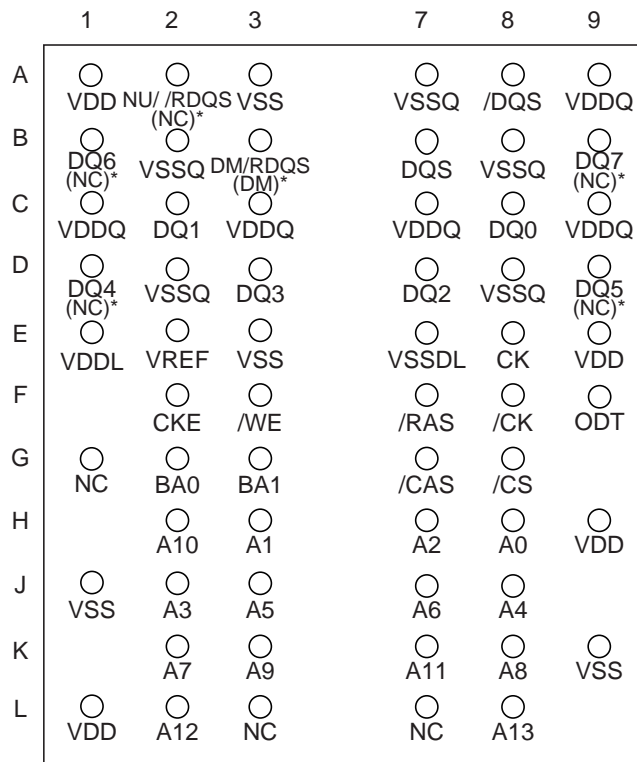 1 2 3 7 8 9
A
VDD NU/ /RDQS VSS VSSQ /DQS VDDQ
(NC)*
B
DQ6 VSSQ DM/RDQS DQS VSSQ DQ7
(NC)* (DM)* (NC)*
C
VDDQ DQ1 VDDQ VDDQ DQ0 VDDQ
D
DQ4 VSSQ DQ3 DQ2 VSSQ DQ5
(NC)* (NC)*
E
VDDL VREF VSS VSSDL CK VDD
F
CKE /WE /RAS /CK ODT
G
NC BA0 BA1 /CAS /CS
H
A10 A1 A2 A0 VDD
J
VSS A3 A5 A6 A4
K
A7 A9 A11 A8 VSS
L
VDD A12 NC NC A13